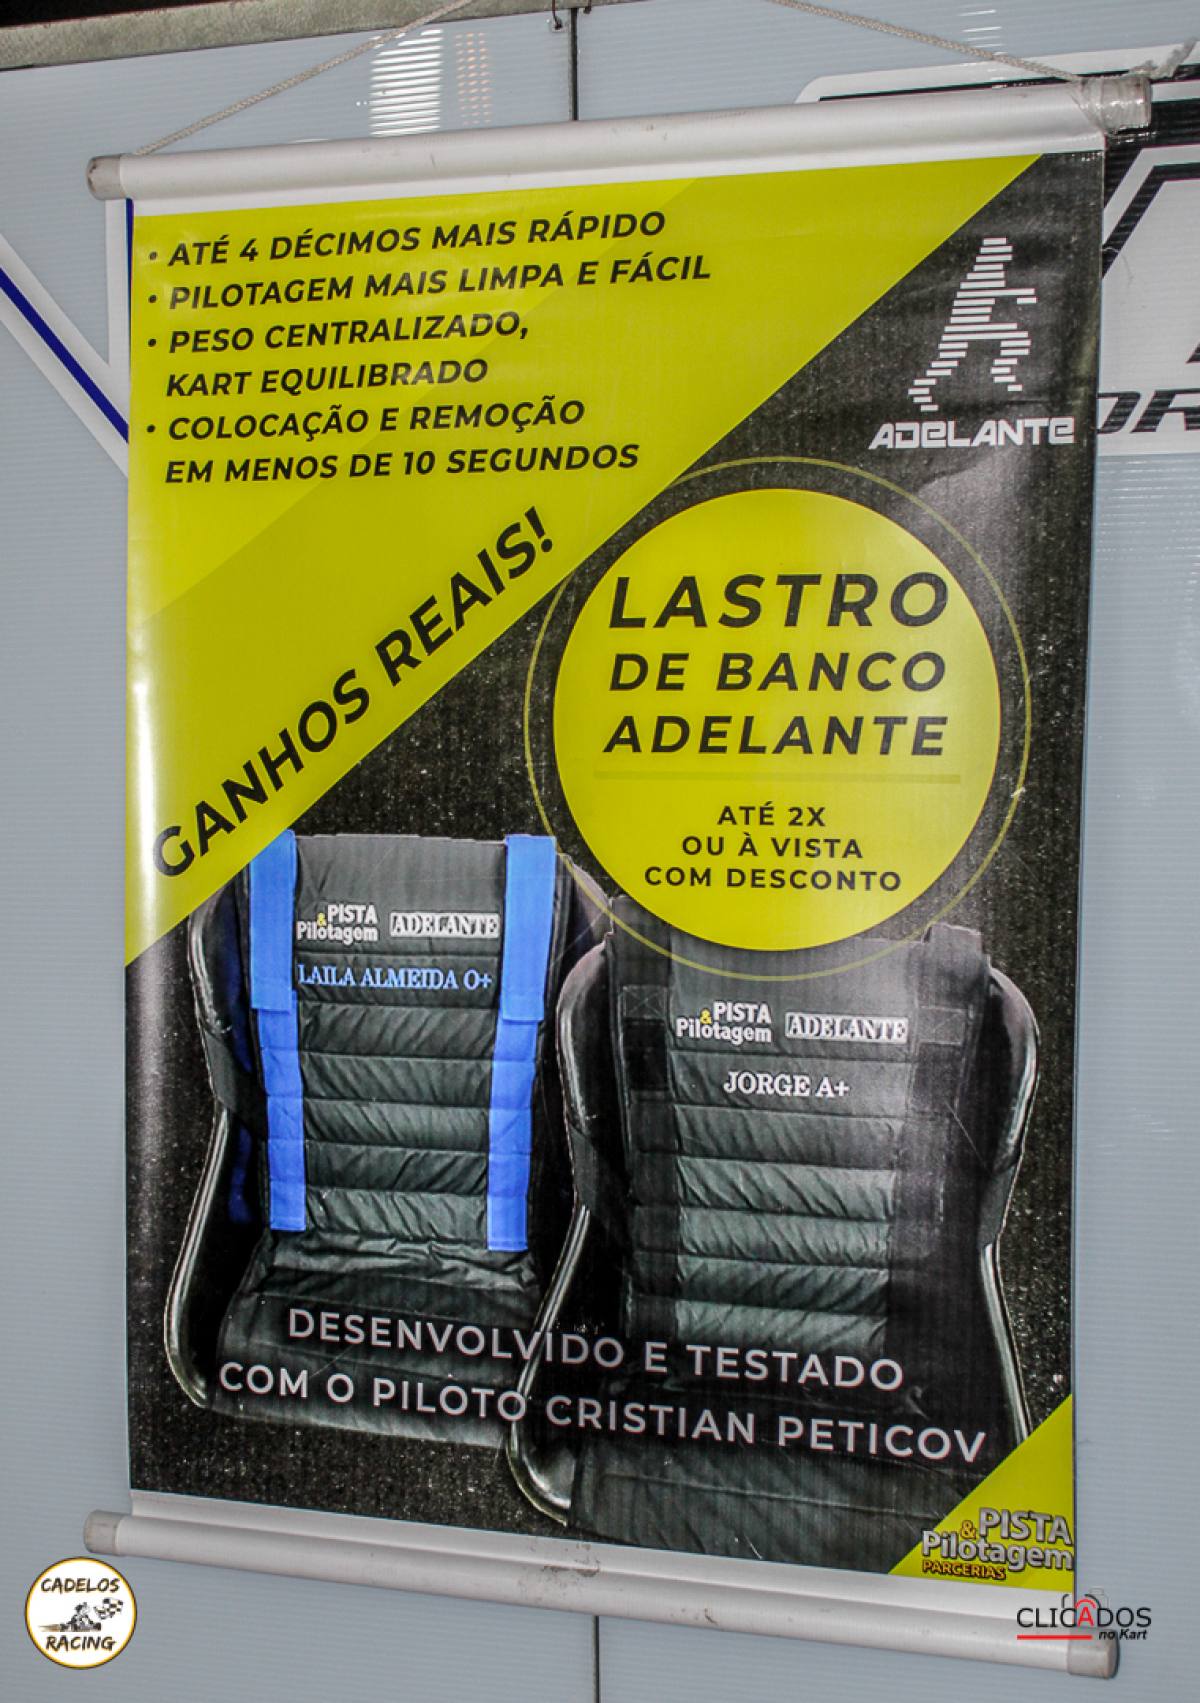 • ATÉ 4 DÉCIMOS MAIS RÁPIDO
• PILOTAGEM MAIS LIMPA E FÁCIL
• PESO CENTRALIZADO,
KART EQUILIBRADO
• COLOCAÇÃO E REMOÇÃO
EM MENOS DE 10 SEGUNDOS
ADELANTE
GANHOS REAIS!
LASTRO
DE BANCO
ADELANTE
ATÉ 2X
OU À VISTA
COM DESCONTO
PISTA
&Pilotagem
ADELANTE
LAILA ALMEIDA O+
PISTA
&Pilotagem
ADELANTE
JORGE A+
DESENVOLVIDO E TESTADO
COM O PILOTO CRISTIAN PETICOV
PISTA
&Pilotagem
PARCERIAS
CADELOS
RACING
CLICADOS
no Kart